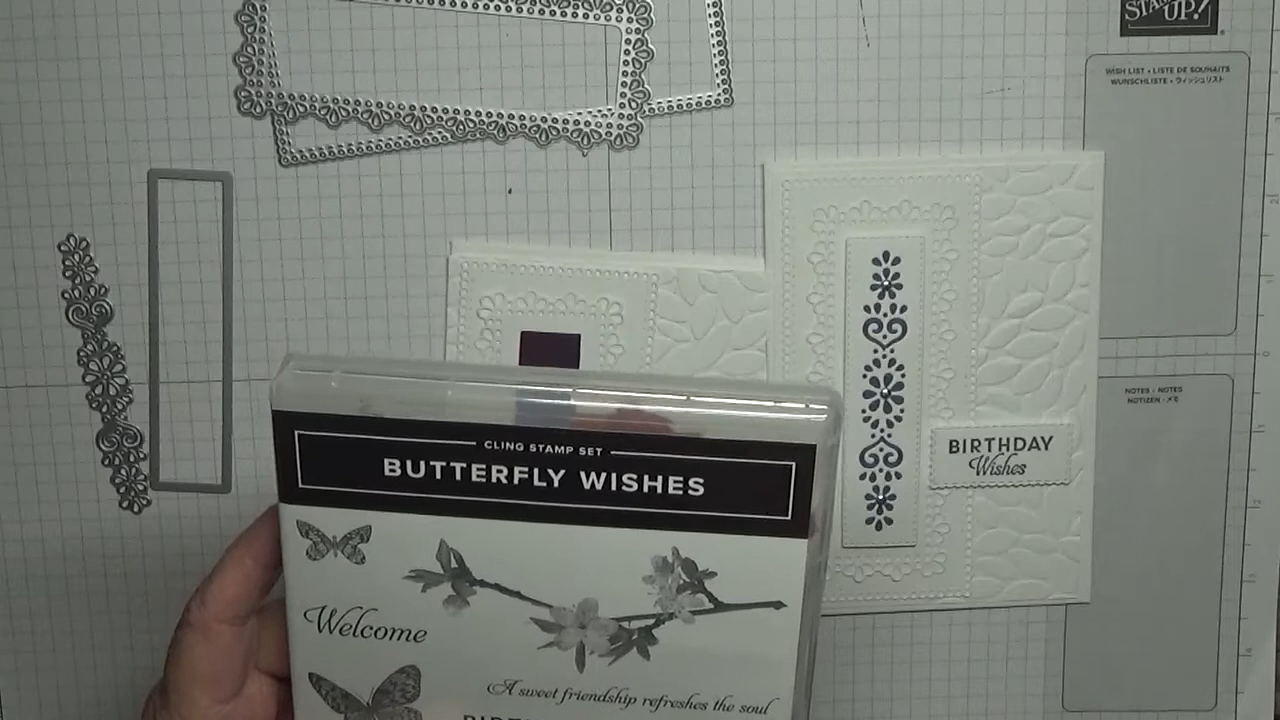 STAMPIN'
UP!
WISH LIST • LISTE DE SOUHAITS
WUNSCHLISTE • ウィッシュリスト
NOTES • NOTES
NOTIZEN • メモ
BIRTHDAY
Wishes
CLING STAMP SET
BUTTERFLY WISHES
Welcome
A sweet friendship refreshes the soul